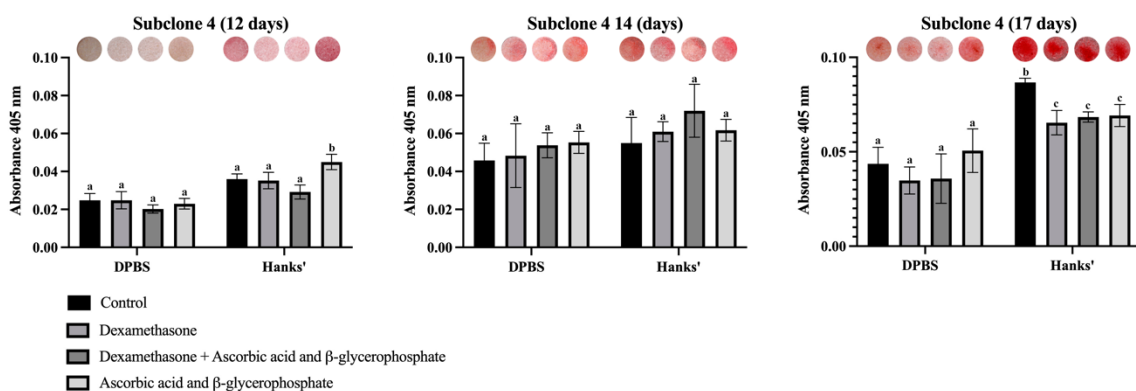 Subclone 4 (12 days)
Absorbance 405 nm
0.10
0.08
0.06
0.04
0.02
0.00
a a a a a a a b
DPBS Hanks'
Subclone 4 14 (days)
Absorbance 405 nm
0.10
0.08
0.06
0.04
0.02
0.00
a a a a a a a a
DPBS Hanks'
Subclone 4 (17 days)
Absorbance 405 nm
0.10
0.05
0.00
a a a a b c c c
DPBS Hanks'
Control
Dexamethasone
Dexamethasone + Ascorbic acid and β-glycerophosphate
Ascorbic acid and β-glycerophosphate